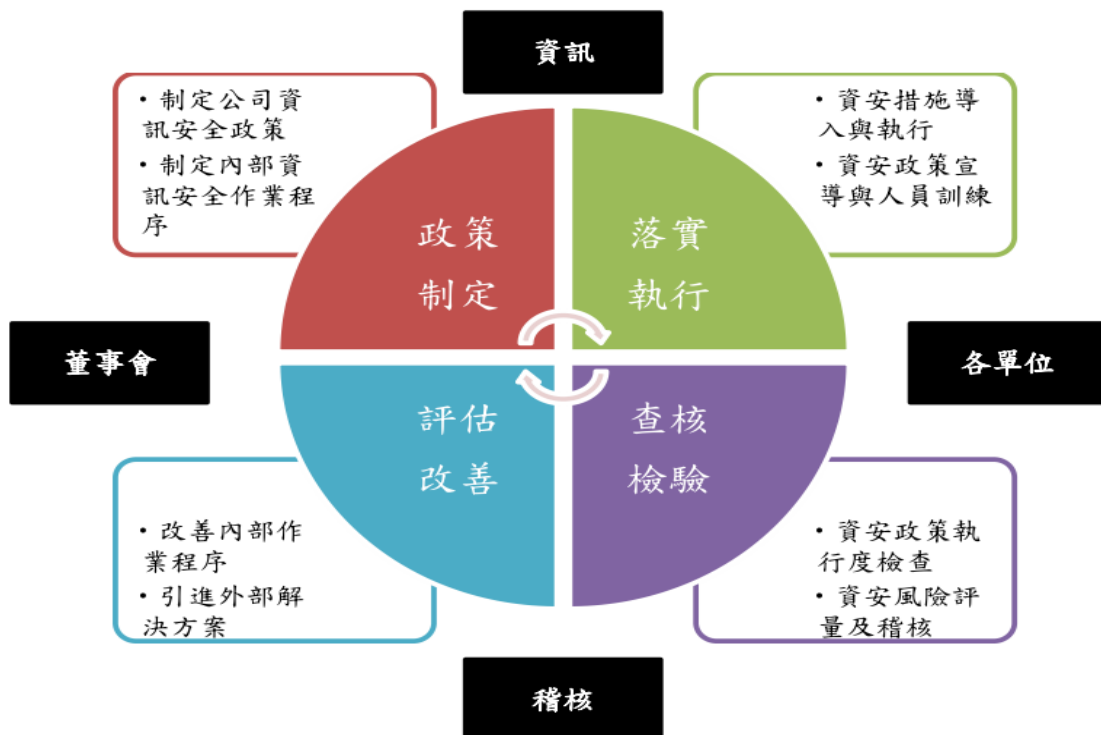 資訊
• 制定公司資
訊安全政策
• 制定內部資
訊安全作業程
序
• 資安措施導
入與執行
• 資安政策宣
導與人員訓練
政策
制定
落實
執行
董事會
各單位
評估
改善
查核
檢驗
• 改善內部作
業程序
• 引進外部解
決方案
• 資安政策執
行度檢查
• 資安風險評
量及稽核
稽核